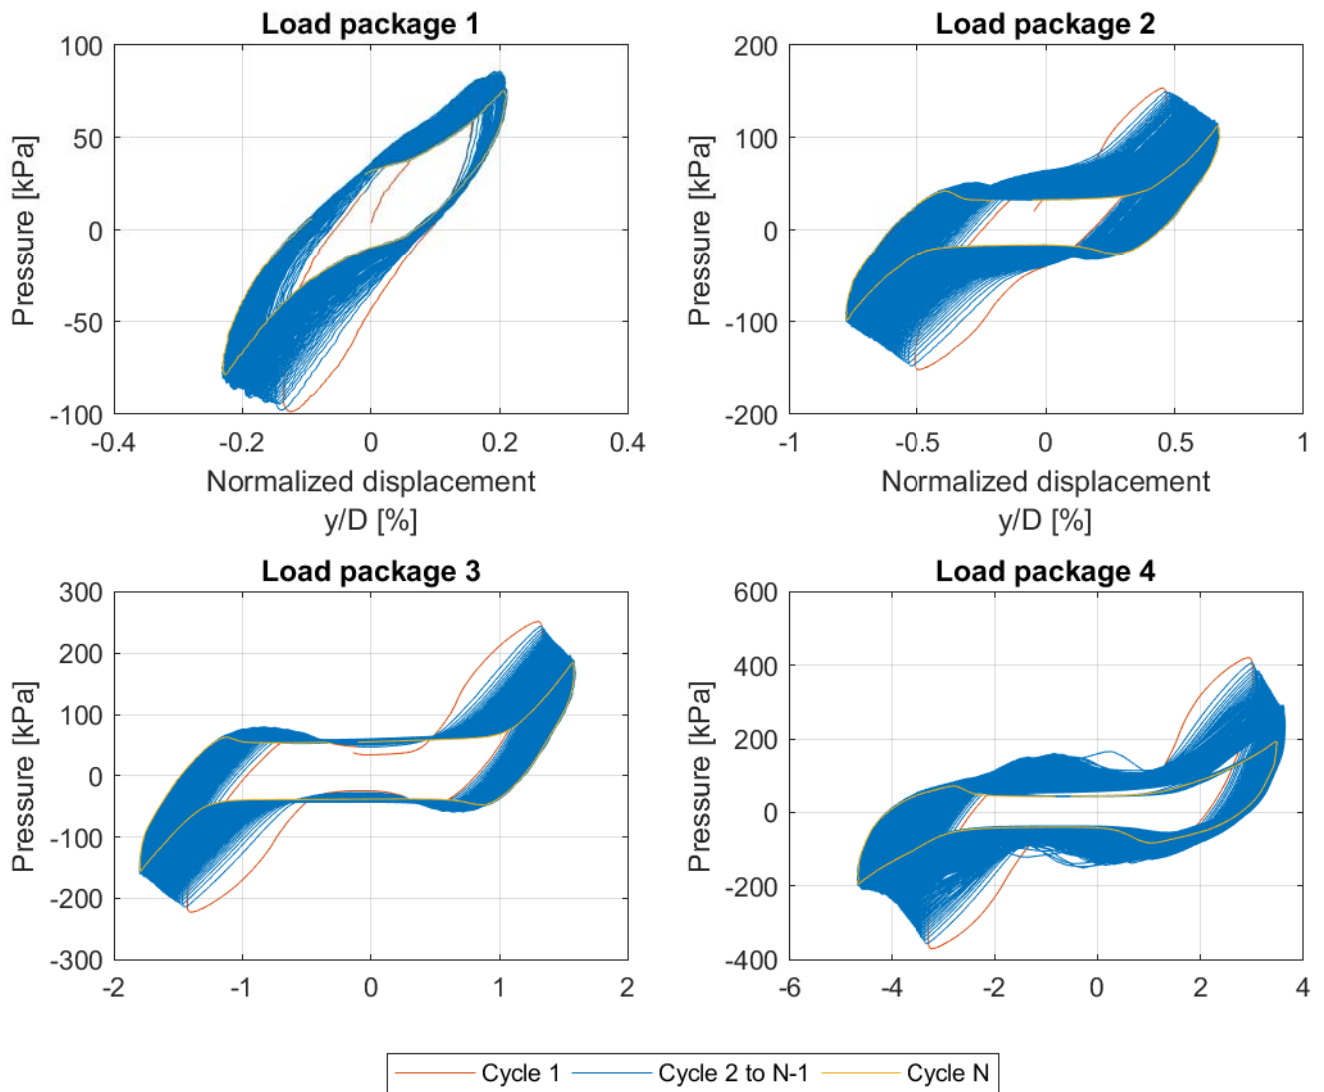 Load package 1
Load package 2
100
50
0
-50
-100
Pressure [kPa]
-0.4
-0.2
0
0.2
0.4
Normalized displacement
y/D [%]
200
100
0
-100
-200
Pressure [kPa]
-1
-0.5
0
0.5
1
Normalized displacement
y/D [%]
Load package 3
Load package 4
300
200
100
0
-100
-200
-300
Pressure [kPa]
-2
-1
0
1
2
600
400
200
0
-200
-400
Pressure [kPa]
-6
-4
-2
0
2
4
Cycle 1
Cycle 2 to N-1
Cycle N